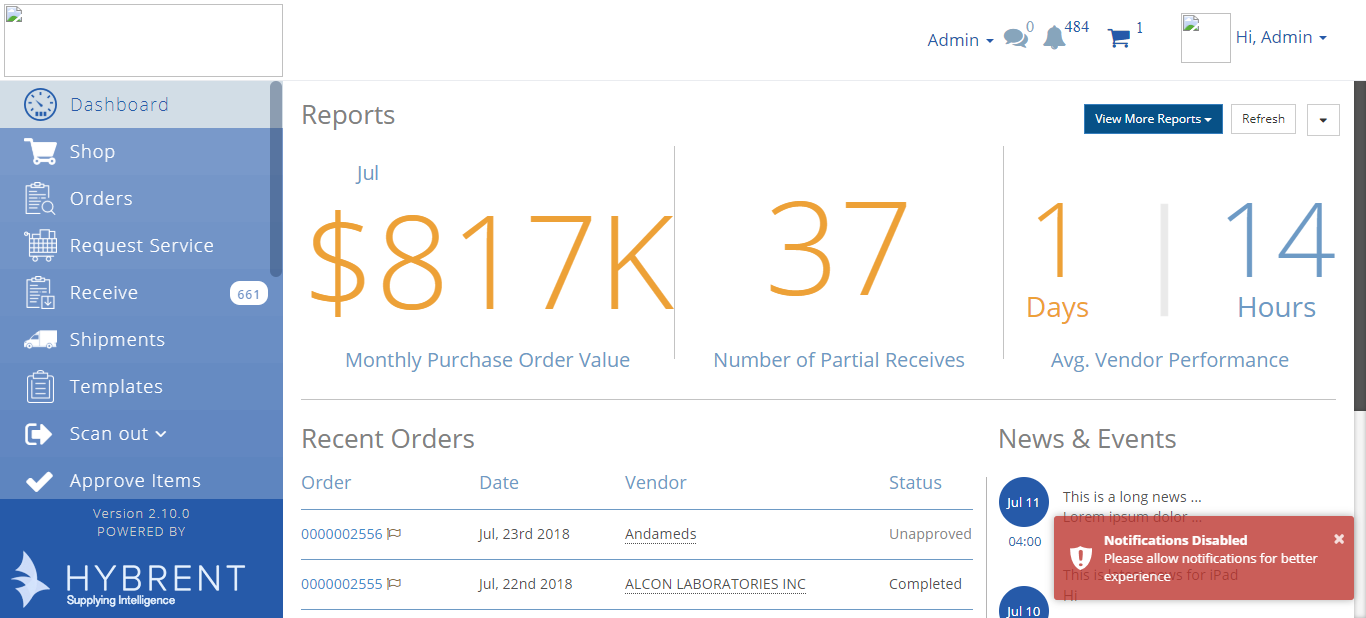 Admin
0
484
1
Hi, Admin
Dashboard
Shop
Orders
Request Service
Receive 661
Shipments
Templates
Scan out
Approve Items
Version 2.10.0
POWERED BY
HYBRENT
Supplying Intelligence
Reports
View More Reports
Refresh
Jul
$817K
Monthly Purchase Order Value
37
Number of Partial Receives
1 14
Days Hours
Avg. Vendor Performance
Recent Orders
Order Date Vendor Status
0000002556 Jul, 23rd 2018 Andameds Unapproved
0000002555 Jul, 22nd 2018 ALCON LABORATORIES INC Completed
News & Events
Jul 11
04:00
This is a long news ...
Lorem ipsum dolor ...
Notifications Disabled
×
Please allow notifications for better
experience
This is latest news for iPad
Hi
Jul 10